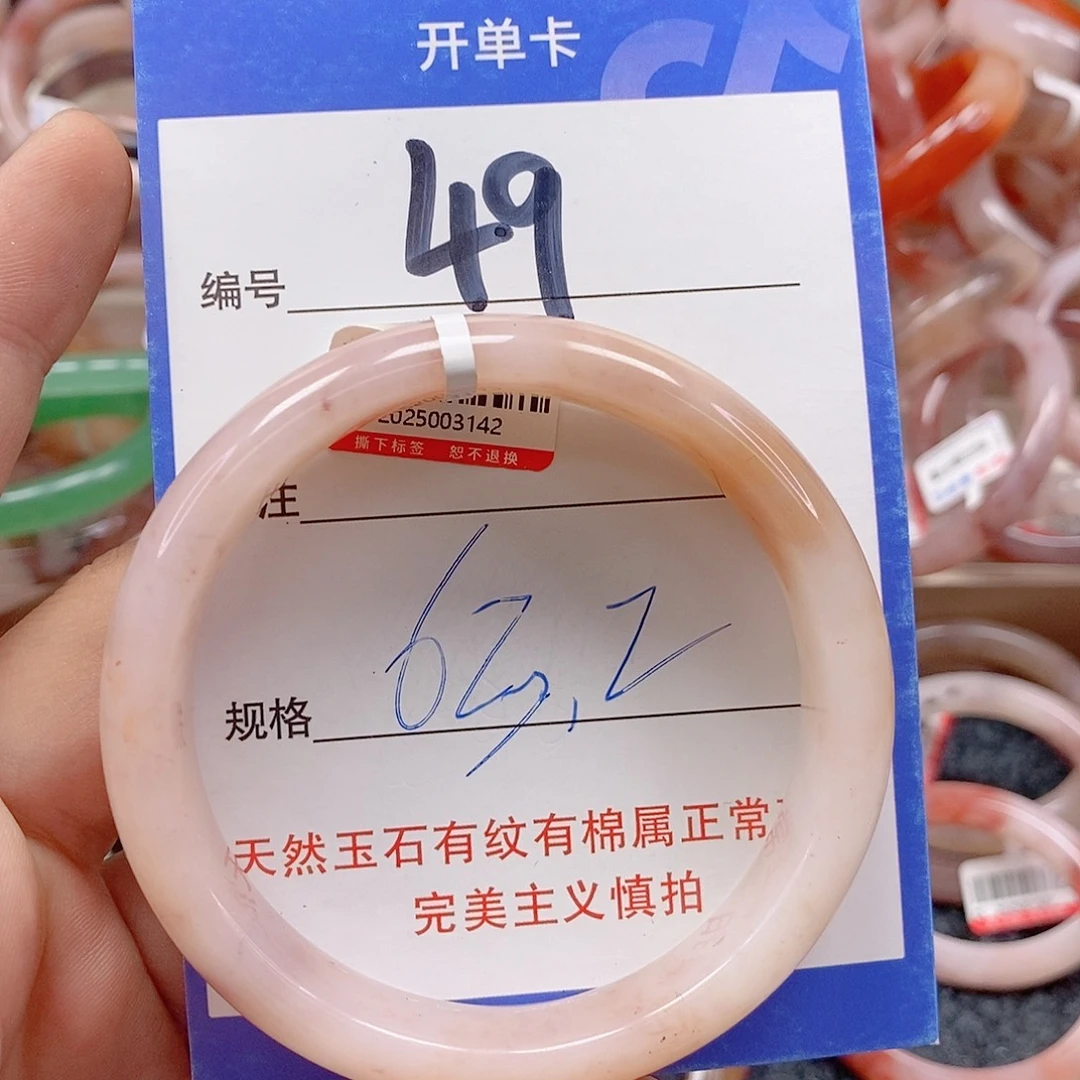 开单卡
编号 49
2025003142
撕下标签 恕不退换
注
规格 62,2
天然玉石有纹有棉属正常
完美主义慎拍